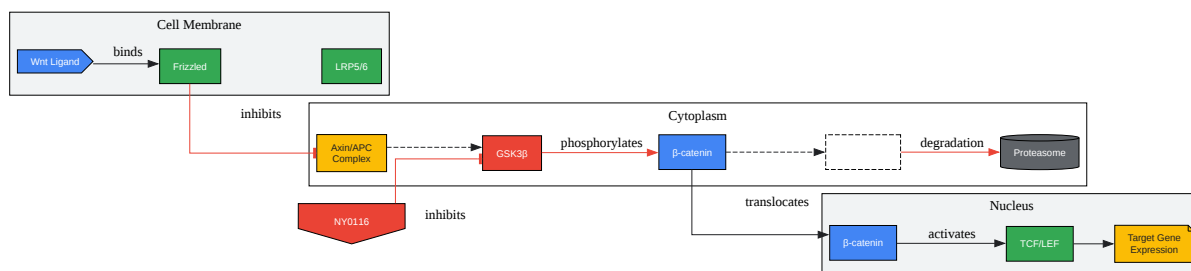 Cell Membrane
Wnt Ligand
binds
Frizzled
LRP5/6
inhibits
Cytoplasm
Axin/APC
Complex
GSK3β
phosphorylates
β-catenin
degradation
Proteasome
NY0116
inhibits
translocates
Nucleus
β-catenin
activates
TCF/LEF
Target Gene
Expression